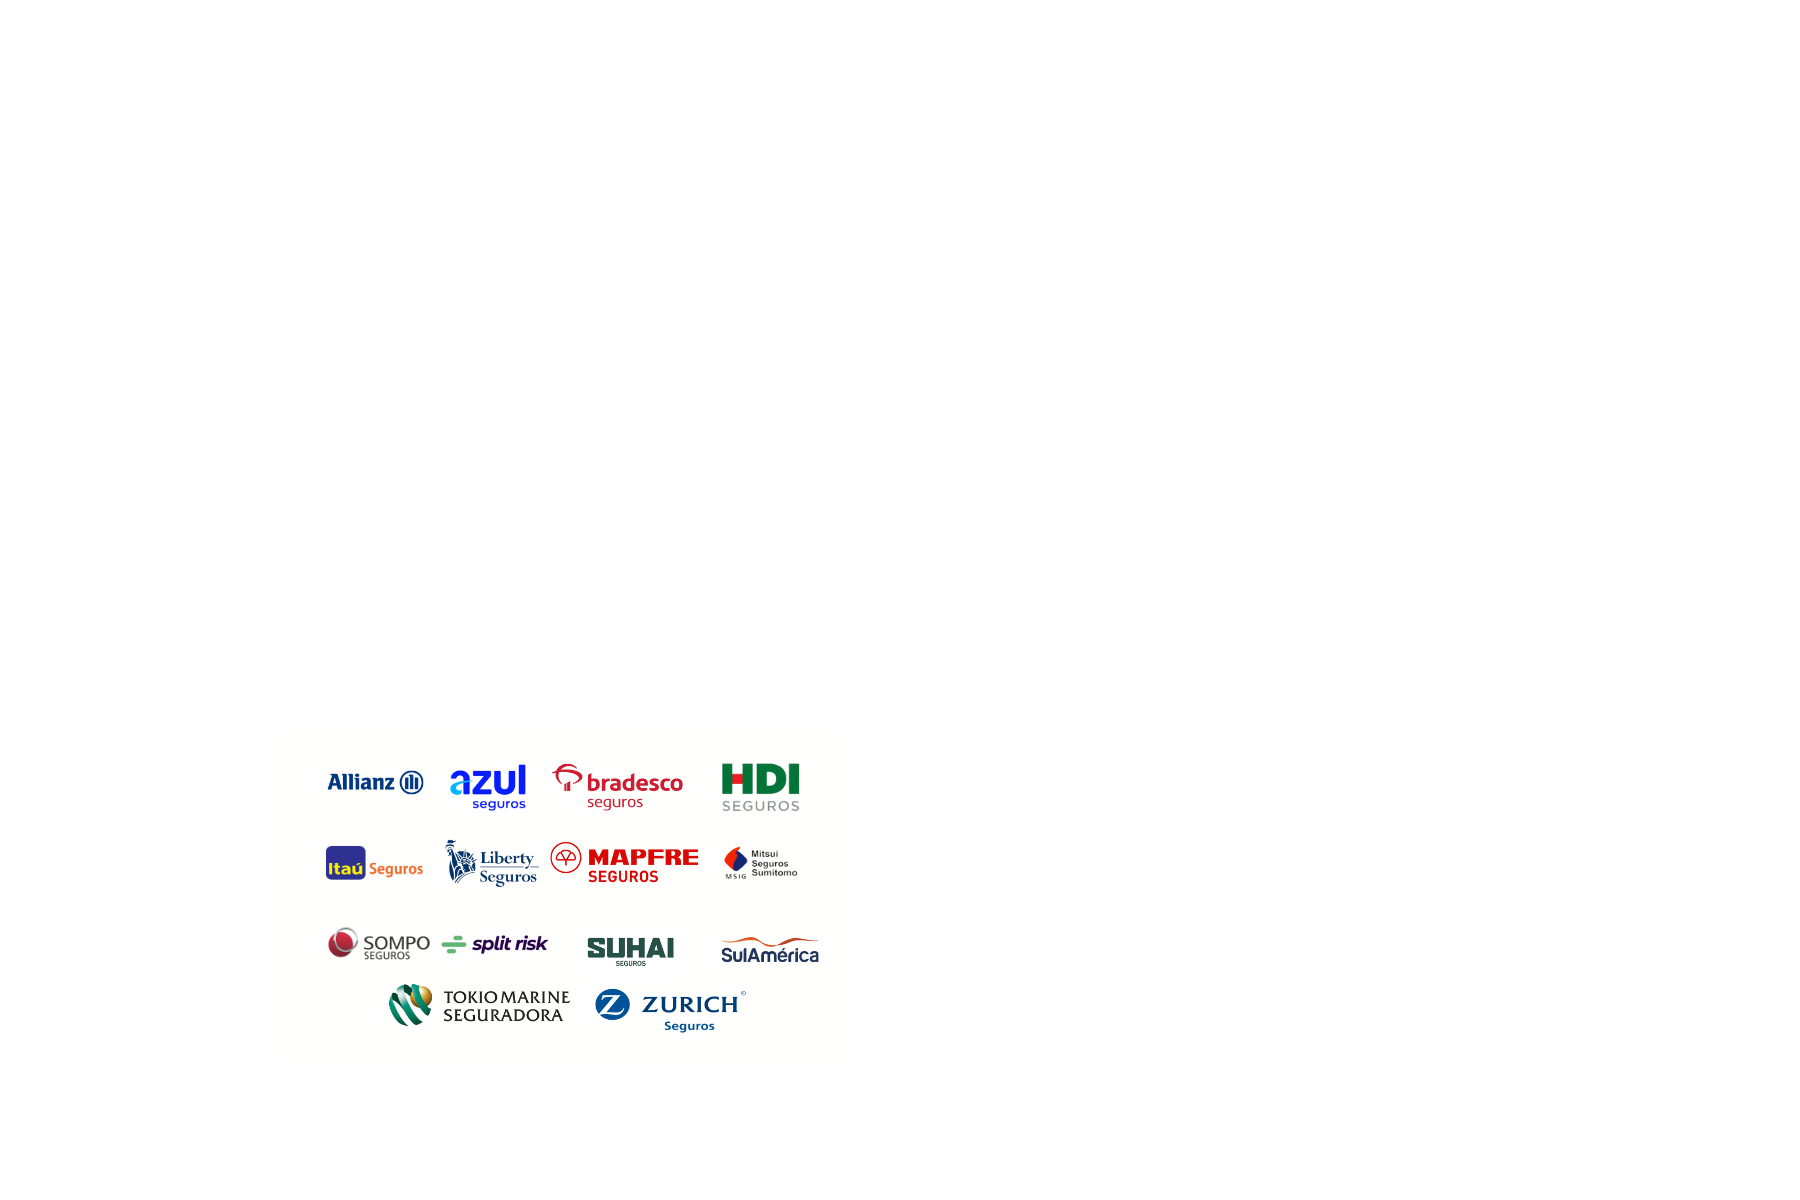 Allianz
azul
seguros
bradesco
seguros
HDI
SEGUROS
Itaú Seguros
Liberty
Seguros
MAPFRE
SEGUROS
MSIG
Mitsui
Seguros
Sumitomo
SOMPO
SEGUROS
split risk
SUHAI
SEGUROS
SulAmérica
TOKIO MARINE
SEGURADORA
Z ZURICH
Seguros